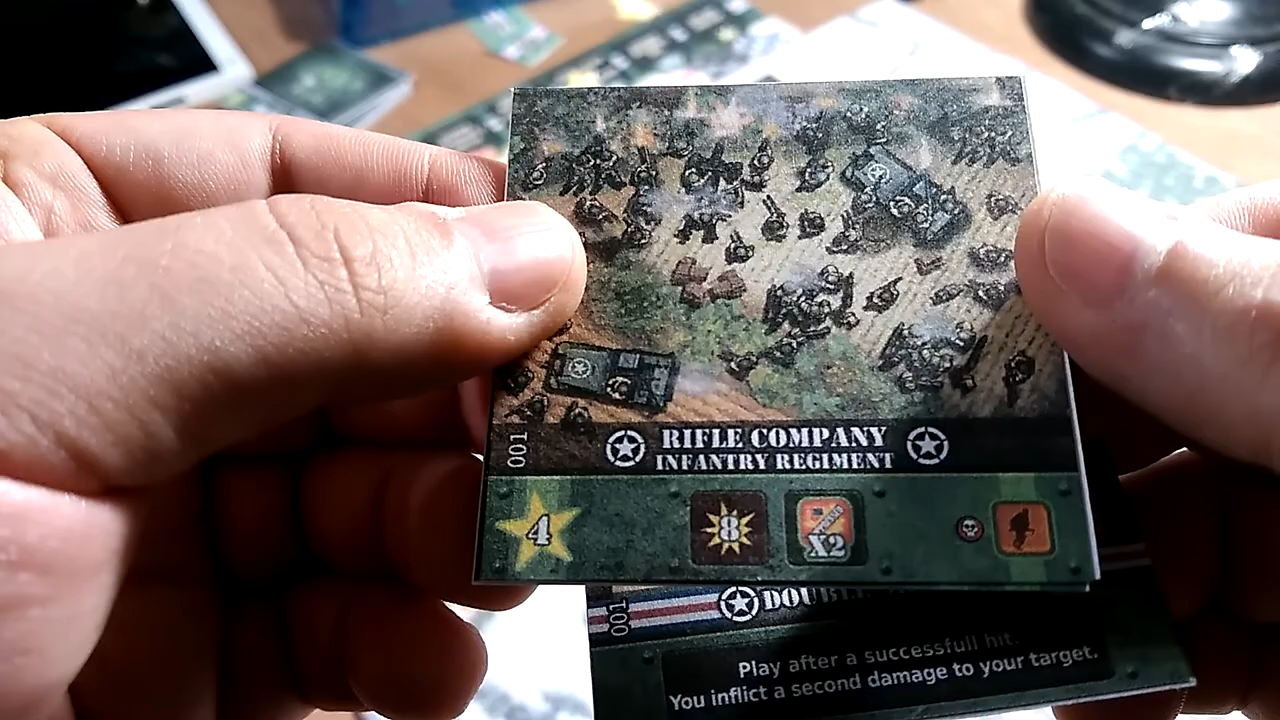 001
RIFLE COMPANY
INFANTRY REGIMENT
4
8
X2
001
Play after a successfull hit.
You inflict a second damage to your target.